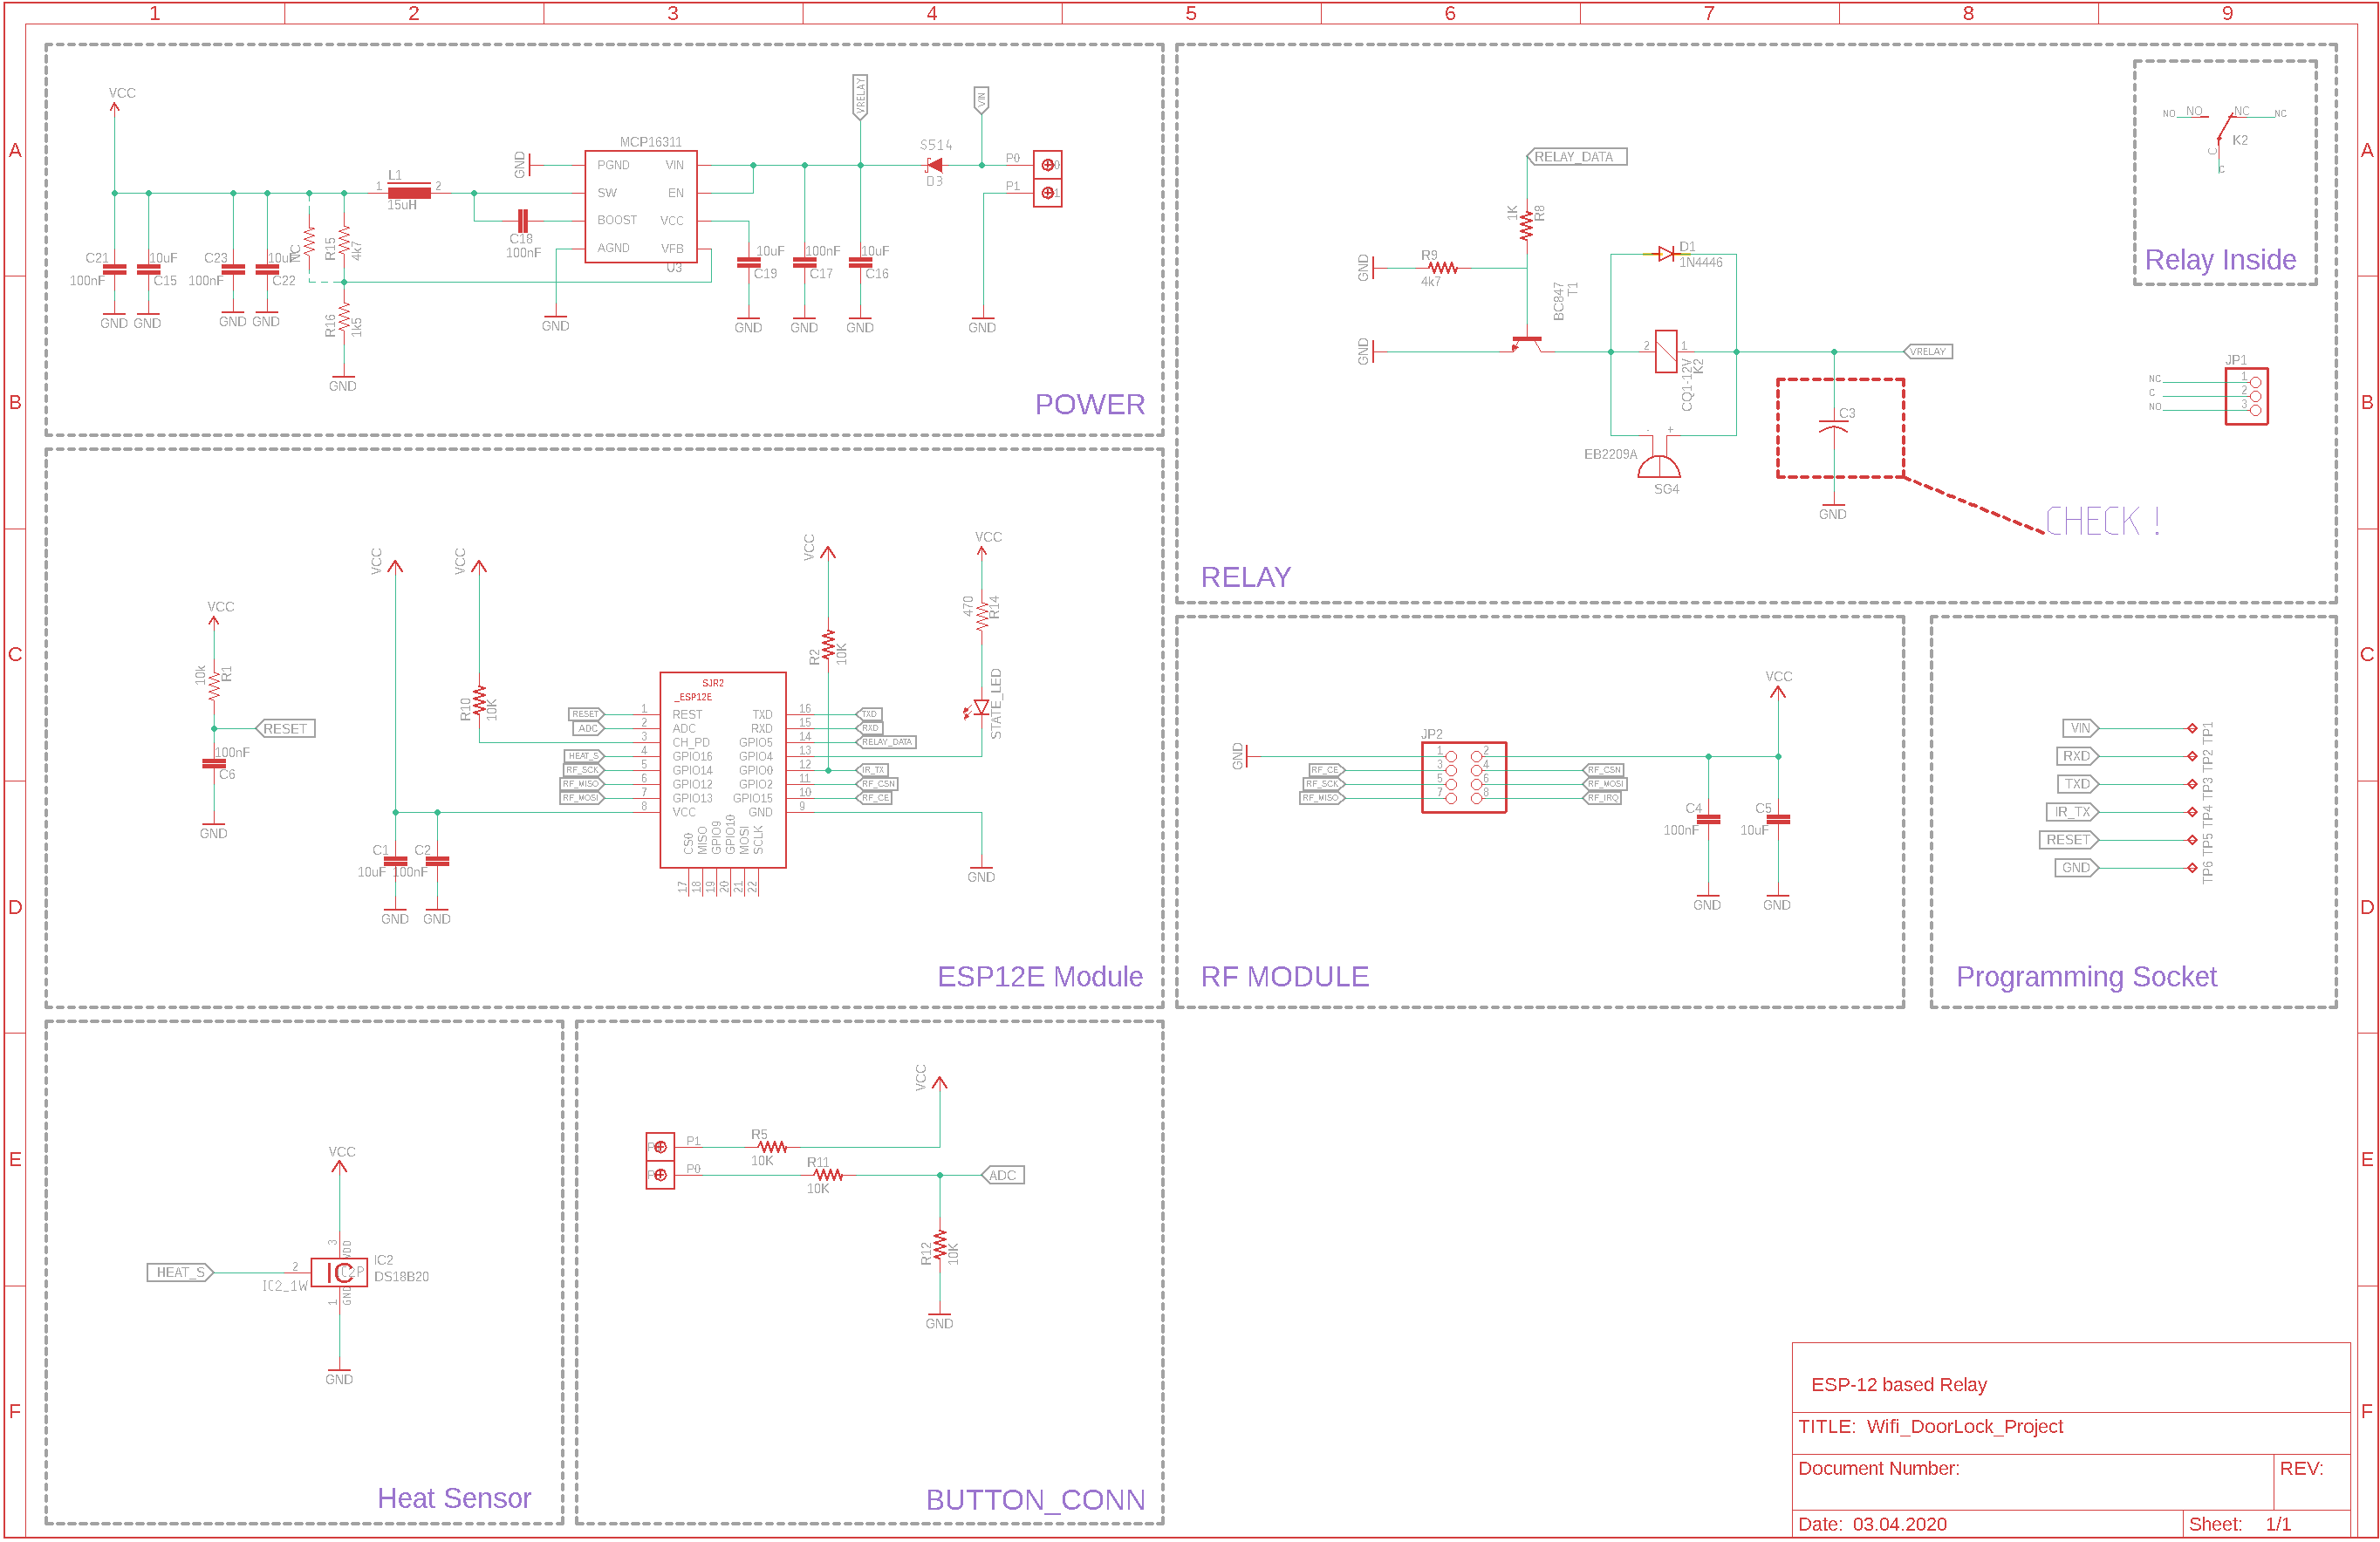 1 2 3 4 5 6 7 8 9
A
B
C
D
E
F
A
B
C
D
E
F
VCC
L1
1 2
15uH
C21
100nF
10uF
C15
C23
100nF
10uF
C22
NC
R15
4k7
R16
1k5
GND GND
GND GND
GND
C18
100nF
GND
MCP16311
PGND VIN
SW EN
BOOST VCC
AGND VFB
U3
GND
10uF
C19
100nF
C17
10uF
C16
GND GND GND
VRELAY
VIN
S514
D3
P0
P1
GND
POWER
RELAY_DATA
1K
R8
R9
4k7
GND
GND
BC847
T1
D1
1N4446
2 1
CQ1-12V
K2
- +
EB2209A
SG4
VRELAY
C3
GND
CHECK !
RELAY
NO NO NC NC
K2
C
C
Relay Inside
JP1
NC 1
C 2
NO 3
VCC
10k
R1
RESET
100nF
C6
GND
VCC
VCC
R10
10K
C1 C2
10uF 100nF
GND GND
SJR2
_ESP12E
RESET 1 REST TXD 16 TXD
ADC 2 ADC RXD 15 RXD
3 CH_PD GPIO5 14 RELAY_DATA
HEAT_S 4 GPIO16 GPIO4 13
RF_SCK 5 GPIO14 GPIO0 12 IR_TX
RF_MISO 6 GPIO12 GPIO2 11 RF_CSN
RF_MOSI 7 GPIO13 GPIO15 10 RF_CE
8 VCC GND 9
CS0 MISO GPIO9 GPIO10 MOSI SCLK
17 18 19 20 21 22
VCC
R2
10K
VCC
470
R14
STATE_LED
GND
ESP12E Module
JP2
GND 1 2
RF_CE 3 4 RF_CSN
RF_SCK 5 6 RF_MOSI
RF_MISO 7 8 RF_IRQ
VCC
C4
100nF
C5
10uF
GND GND
RF MODULE
VIN TP1
RXD TP2
TXD TP3
IR_TX TP4
RESET TP5
GND TP6
Programming Socket
VCC
3 VDD
HEAT_S
2
IC2_1W
IC
IC2
DS18B20
1 GND
GND
Heat Sensor
VCC
P1
P0
R5
10K
R11
10K
ADC
R12
10K
GND
BUTTON_CONN
ESP-12 based Relay
TITLE: Wifi_DoorLock_Project
Document Number:
REV:
Date: 03.04.2020
Sheet: 1/1